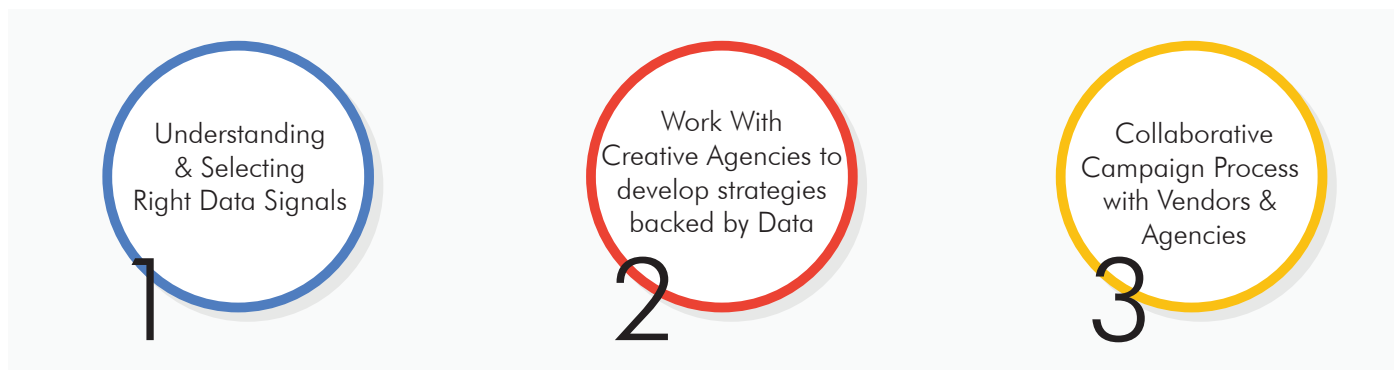 Understanding
& Selecting
Right Data Signals
1
Work With
Creative Agencies to
develop strategies
backed by Data
2
Collaborative
Campaign Process
with Vendors &
Agencies
3